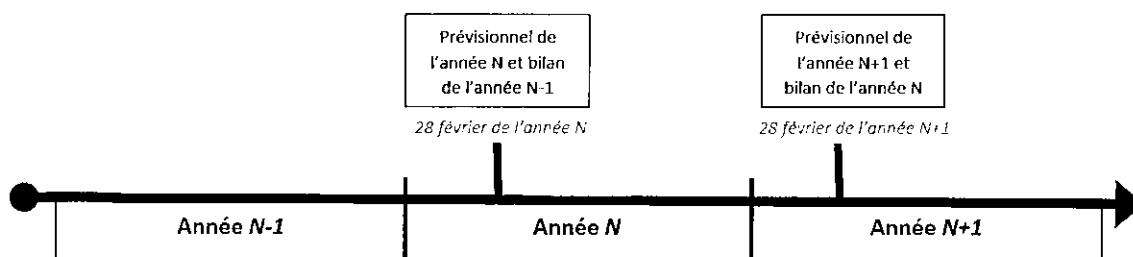 Prévisionnel de
l'année N et bilan
de l'année N-1
Prévisionnel de
l'année N+1 et
bilan de l'année N
28 février de l'année N
28 février de l'année N+1
Année N-1
Année N
Année N+1